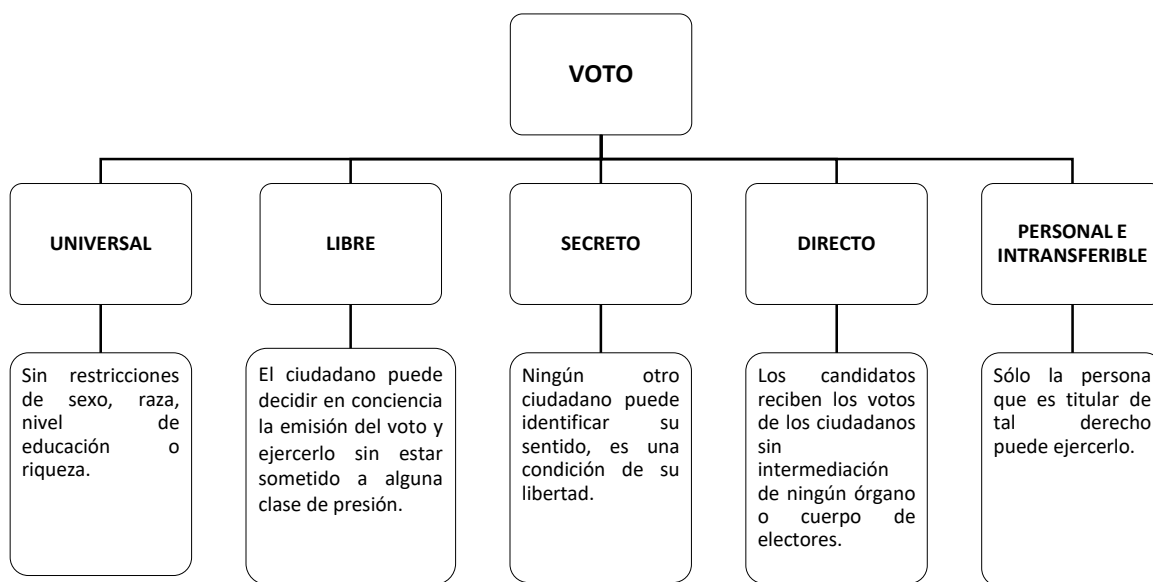 VOTO
UNIVERSAL
LIBRE
SECRETO
DIRECTO
PERSONAL E
INTRANSFERIBLE
Sin restricciones
de sexo, raza,
nivel de
educación o
riqueza.
El ciudadano puede
decidir en conciencia
la emisión del voto y
ejercerlo sin estar
sometido a alguna
clase de presión.
Ningún otro
ciudadano puede
identificar su
sentido, es una
condición de su
libertad.
Los candidatos
reciben los votos
de los ciudadanos
sin
intermediación
de ningún órgano
o cuerpo de
electores.
Sólo la persona
que es titular de
tal derecho
puede ejercerlo.